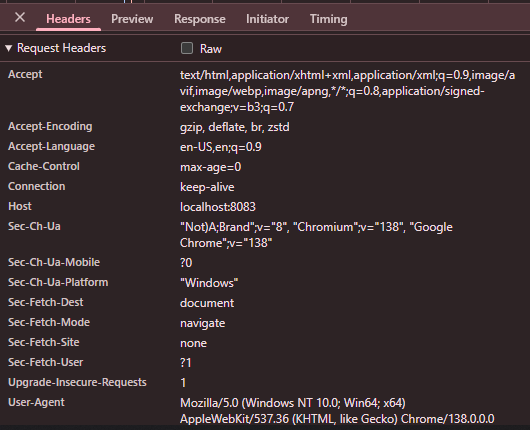 Headers Preview Response Initiator Timing
Request Headers Raw
Accept text/html,application/xhtml+xml,application/xml;q=0.9,image/a
vif,image/webp,image/apng,*/*;q=0.8,application/signed-
exchange;v=b3;q=0.7
Accept-Encoding gzip, deflate, br, zstd
Accept-Language en-US,en;q=0.9
Cache-Control max-age=0
Connection keep-alive
Host localhost:8083
Sec-Ch-Ua "Not)A;Brand";v="8", "Chromium";v="138", "Google
Chrome";v="138"
Sec-Ch-Ua-Mobile ?0
Sec-Ch-Ua-Platform "Windows"
Sec-Fetch-Dest document
Sec-Fetch-Mode navigate
Sec-Fetch-Site none
Sec-Fetch-User ?1
Upgrade-Insecure-Requests 1
User-Agent Mozilla/5.0 (Windows NT 10.0; Win64; x64)
AppleWebKit/537.36 (KHTML, like Gecko) Chrome/138.0.0.0